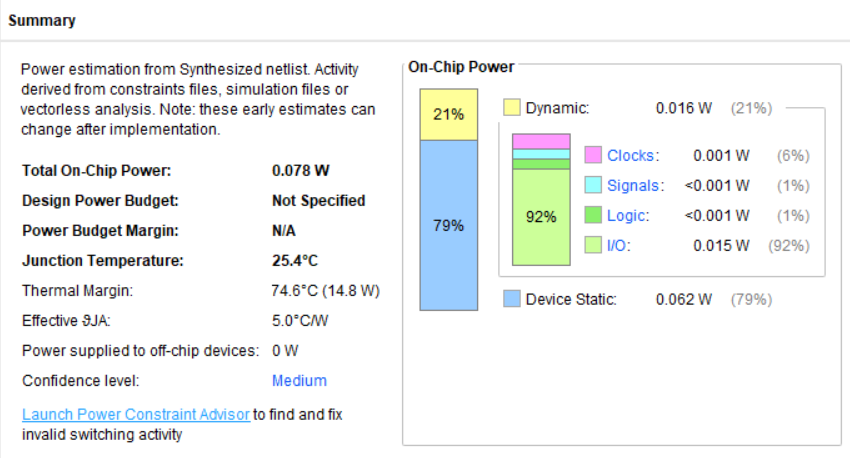 Summary
Power estimation from Synthesized netlist. Activity
derived from constraints files, simulation files or
vectorless analysis. Note: these early estimates can
change after implementation.
Total On-Chip Power: 0.078 W
Design Power Budget: Not Specified
Power Budget Margin: N/A
Junction Temperature: 25.4°C
Thermal Margin: 74.6°C (14.8 W)
Effective ϑJA: 5.0°C/W
Power supplied to off-chip devices: 0 W
Confidence level: Medium
Launch Power Constraint Advisor to find and fix
invalid switching activity
On-Chip Power
21%
79%
Dynamic: 0.016 W (21%)
92%
Clocks: 0.001 W (6%)
Signals: <0.001 W (1%)
Logic: <0.001 W (1%)
I/O: 0.015 W (92%)
Device Static: 0.062 W (79%)